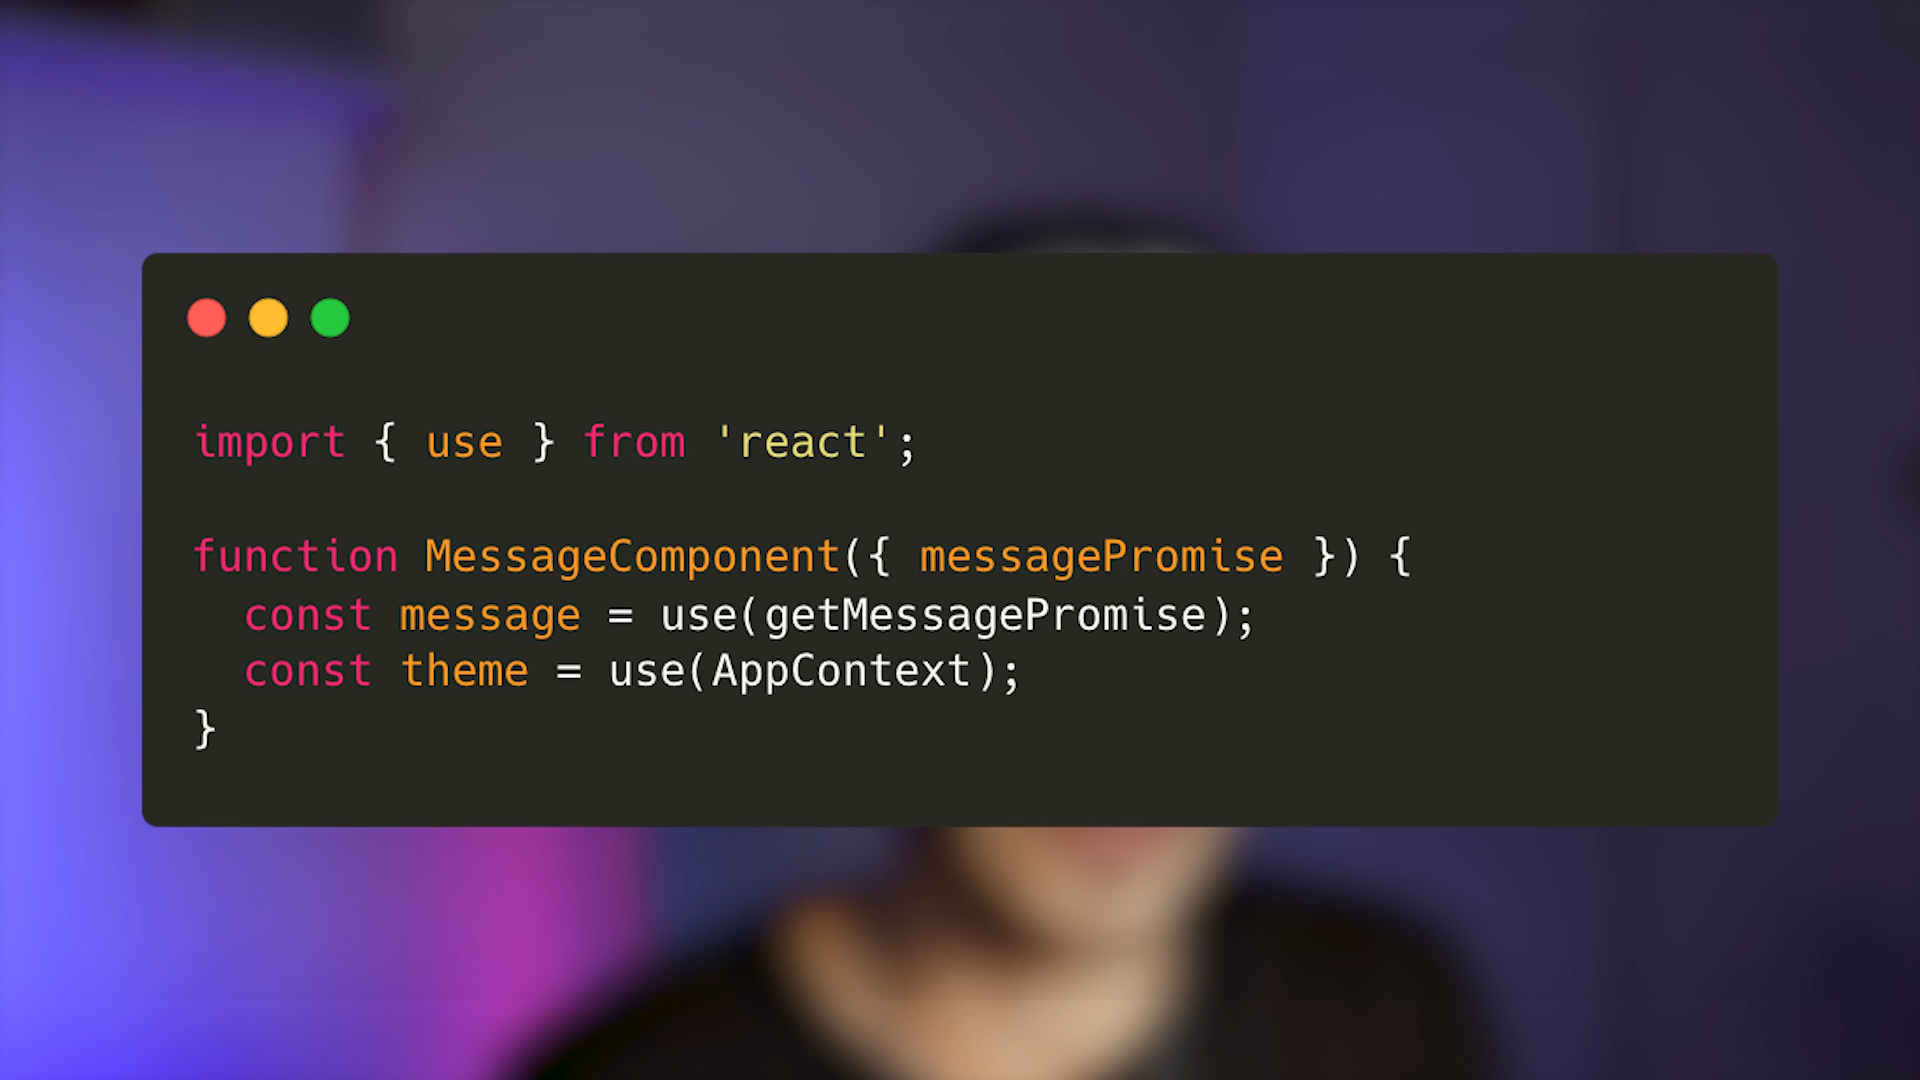 import { use } from 'react';
function MessageComponent({ messagePromise }) {
const message = use(getMessagePromise);
const theme = use(AppContext);
}